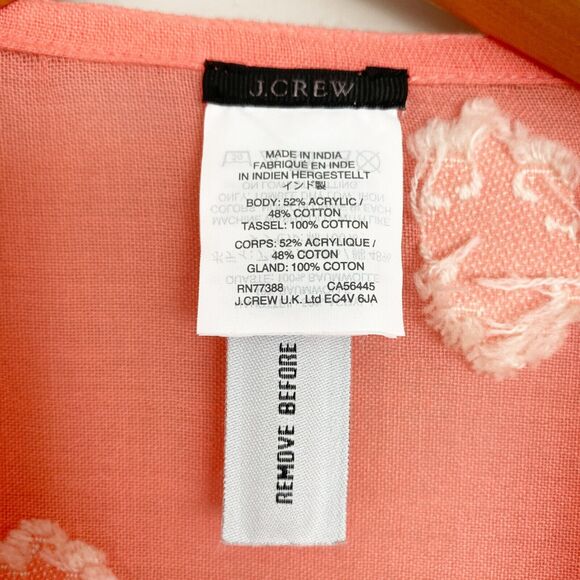 J.CREW
MADE IN INDIA
FABRIQUÉ EN INDE
IN INDIEN HERGESTELLT
インド製
BODY: 52% ACRYLIC /
48% COTTON
TASSEL: 100% COTTON
CORPS: 52% ACRYLIQUE /
48% COTON
GLAND: 100% COTON
RN77388 CA56445
J.CREW U.K. Ltd EC4V 6JA
REMOVE BEFORE